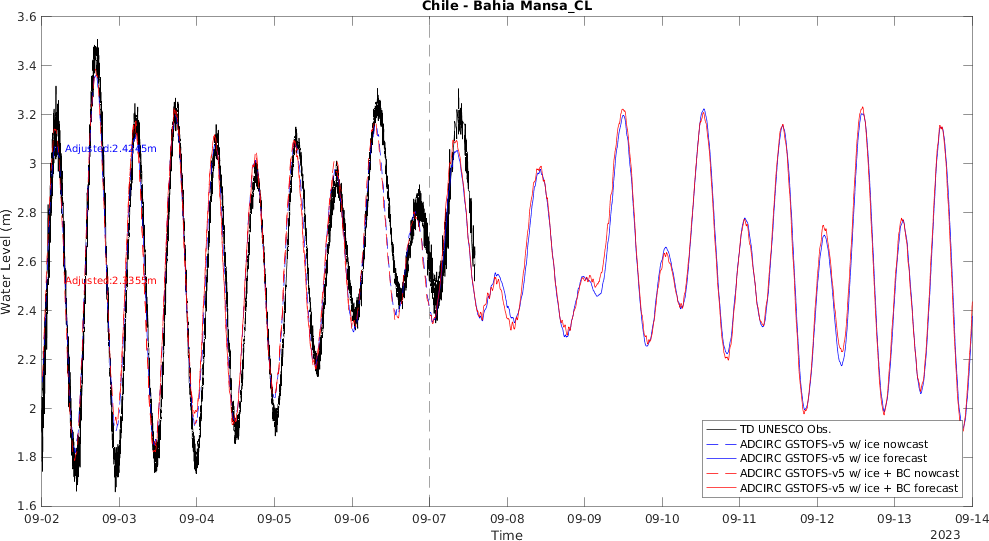 Chile - Bahia Mansa_CL
3.6
3.4
3.2
3
2.8
2.6
2.4
2.2
2
1.8
1.6
Water Level (m)
Adjusted:2.4245m
Adjusted:2.1355m
TD UNESCO Obs.
ADCIRC GSTOFS-v5 w/ ice nowcast
ADCIRC GSTOFS-v5 w/ ice forecast
ADCIRC GSTOFS-v5 w/ ice + BC nowcast
ADCIRC GSTOFS-v5 w/ ice + BC forecast
09-02 09-03 09-04 09-05 09-06 09-07 09-08 09-09 09-10 09-11 09-12 09-13 09-14
Time
2023